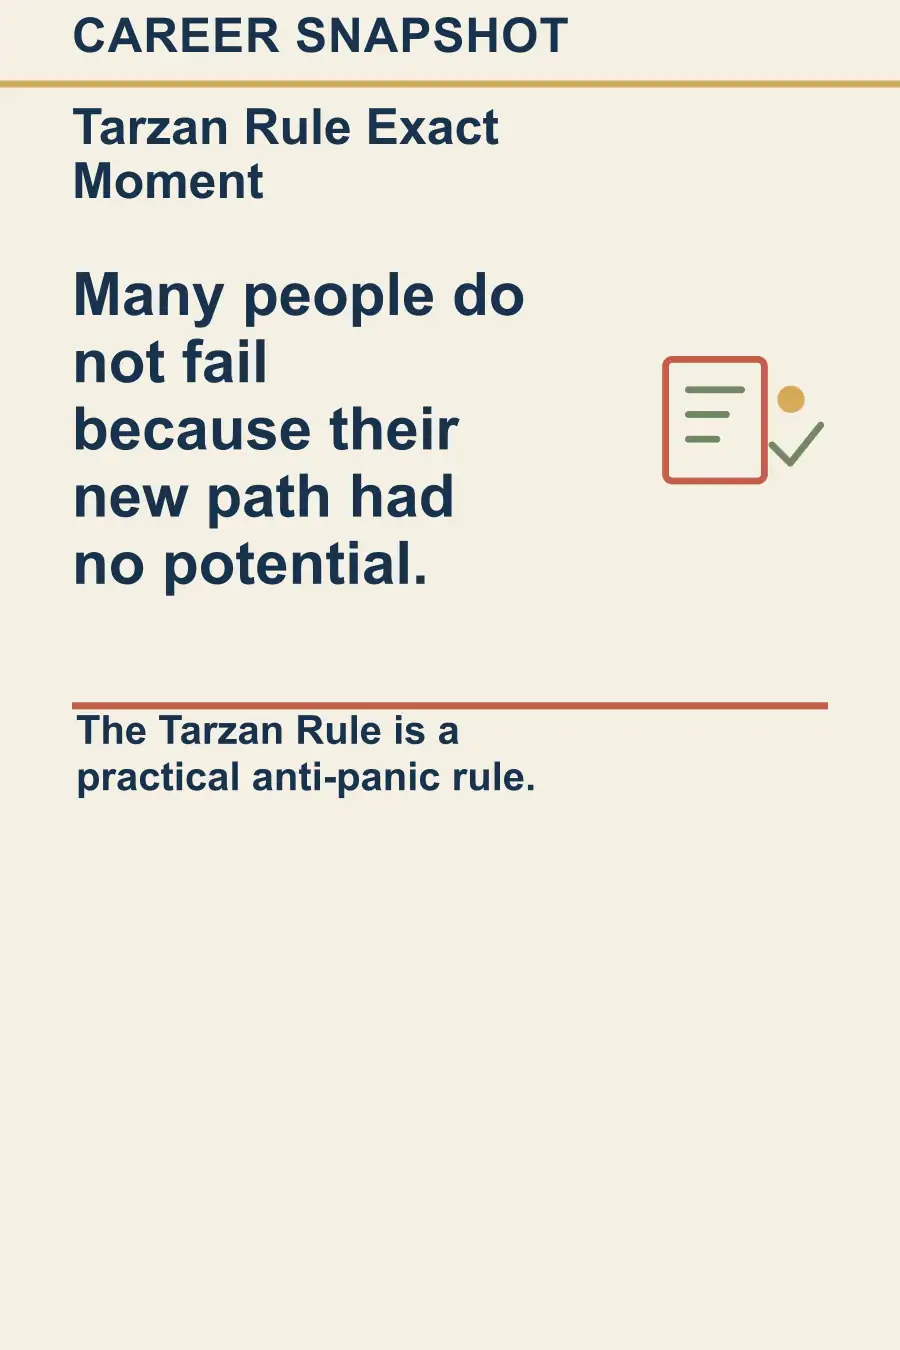 CAREER SNAPSHOT
Tarzan Rule Exact
Moment
Many people do
not fail
because their
new path had
no potential.
The Tarzan Rule is a
practical anti-panic rule.